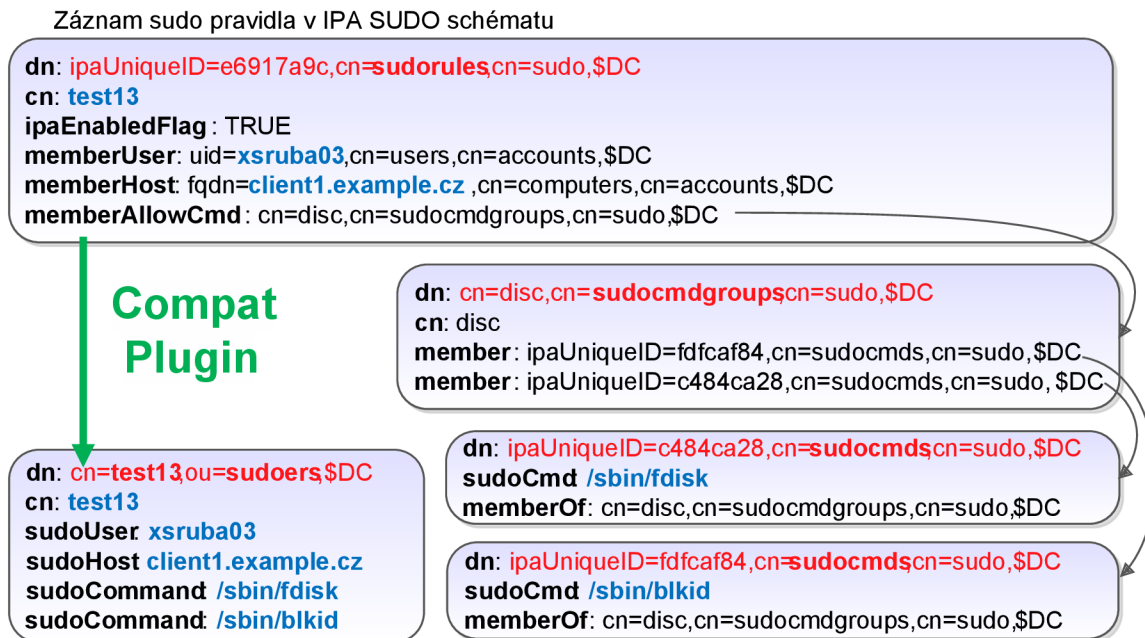 Záznam sudo pravidla v IPA SUDO schématu
dn: ipaUniqueID=e6917a9c,cn=sudorules,cn=sudo,$DC
cn: test13
ipaEnabledFlag : TRUE
memberUser: uid=xsruba03,cn=users,cn=accounts,$DC
memberHost: fqdn=client1.example.cz ,cn=computers,cn=accounts,$DC
memberAllowCmd : cn=disc,cn=sudocmdgroups,cn=sudo,$DC
Compat
Plugin
dn: cn=disc,cn=sudocmdgroups,cn=sudo,$DC
cn: disc
member : ipaUniqueID=fdfcaf84,cn=sudocmds,cn=sudo,$DC
member : ipaUniqueID=c484ca28,cn=sudocmds,cn=sudo, $DC
dn: ipaUniqueID=c484ca28,cn=sudocmds,cn=sudo,$DC
sudoCmd: /sbin/fdisk
memberOf: cn=disc,cn=sudocmdgroups,cn=sudo,$DC
dn: ipaUniqueID=fdfcaf84,cn=sudocmds,cn=sudo,$DC
sudoCmd: /sbin/blkid
memberOf: cn=disc,cn=sudocmdgroups,cn=sudo,$DC
dn: cn=test13,ou=sudoers,$DC
cn: test13
sudoUser: xsruba03
sudoHost: client1.example.cz
sudoCommand: /sbin/fdisk
sudoCommand: /sbin/blkid